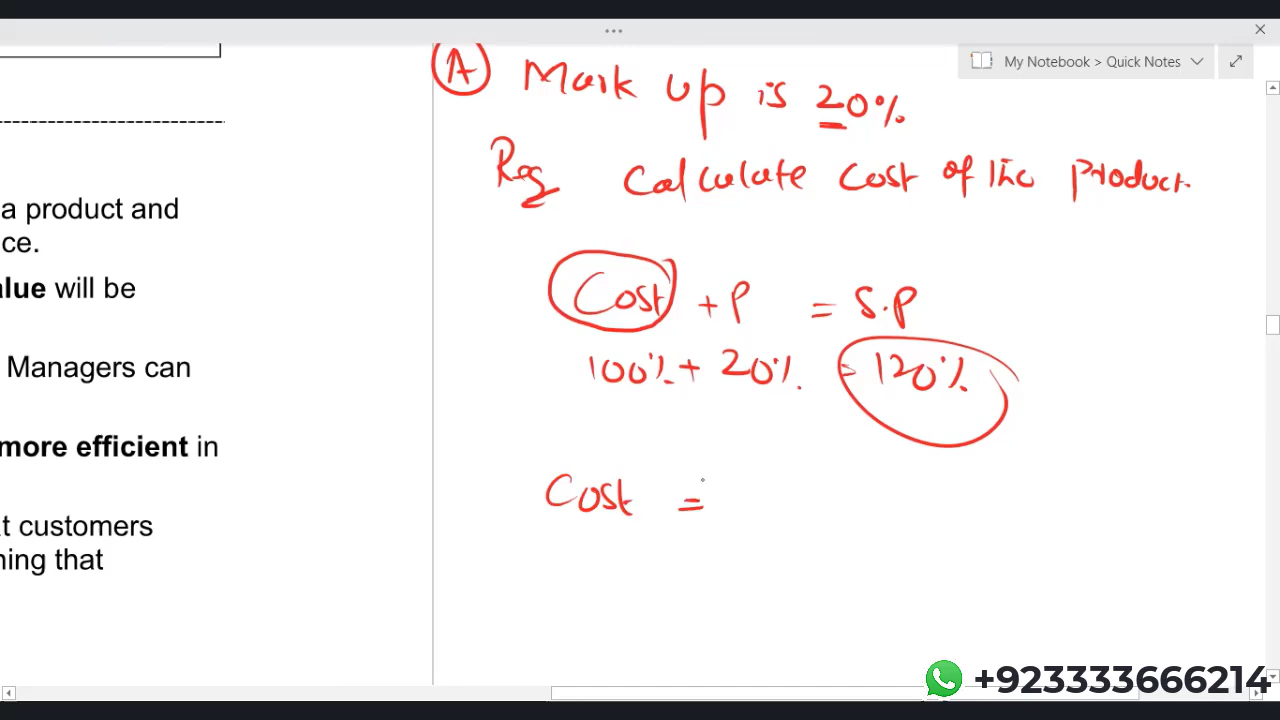 My Notebook > Quick Notes
(A) Mark up is 20%
Req Calculate Cost of the Product.
a product and
ce.
alue will be
Managers can
more efficient in
t customers
ning that
Cost + P = S.P
100% + 20% = 120%
Cost =
+923333666214